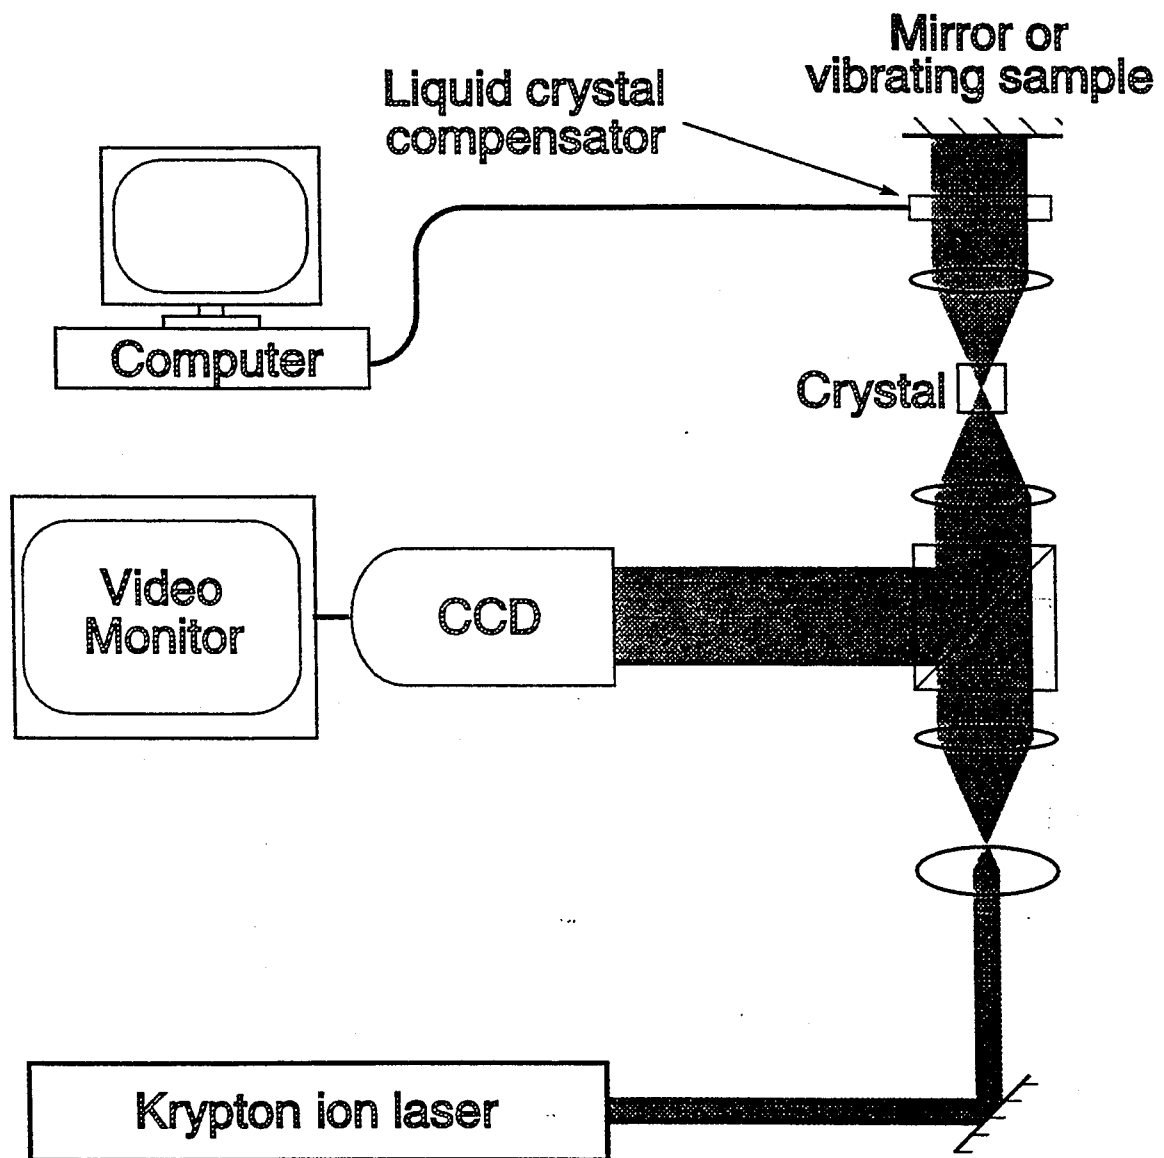 Mirror or
vibrating sample
Liquid crystal
compensator
Computer
Crystal
Video
Monitor
CCD
Krypton ion laser